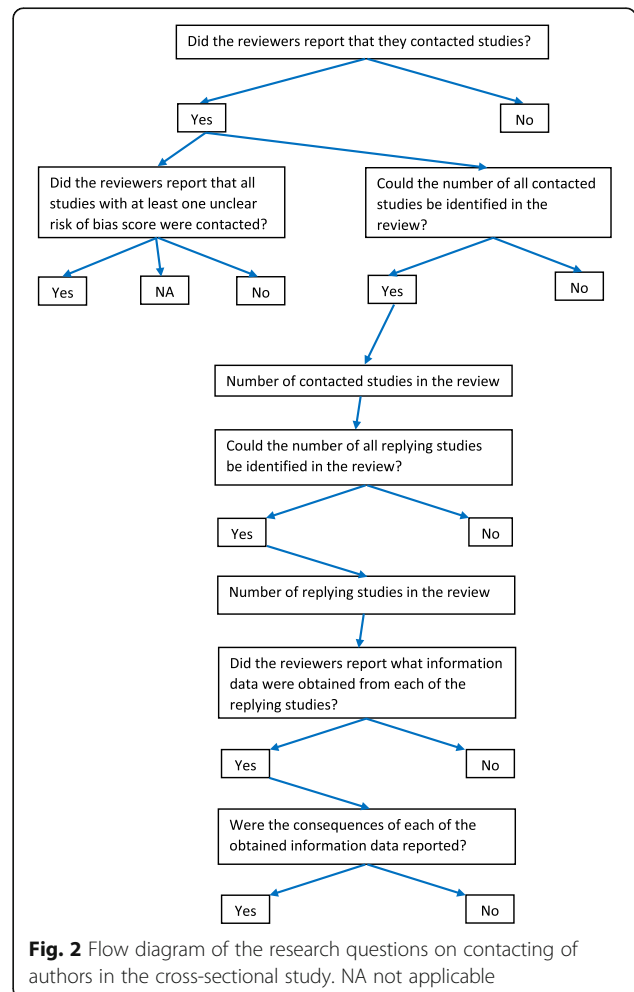 Did the reviewers report that they contacted studies?
Yes
No
Did the reviewers report that all
studies with at least one unclear
risk of bias score were contacted?
Could the number of all contacted
studies be identified in the
review?
Yes
NA
No
Yes
No
Number of contacted studies in the review
Could the number of all replying studies
be identified in the review?
Yes
No
Number of replying studies in the review
Did the reviewers report what information
data were obtained from each of the
replying studies?
Yes
No
Were the consequences of each of the
obtained information data reported?
Yes
No
Fig. 2 Flow diagram of the research questions on contacting of
authors in the cross-sectional study. NA not applicable